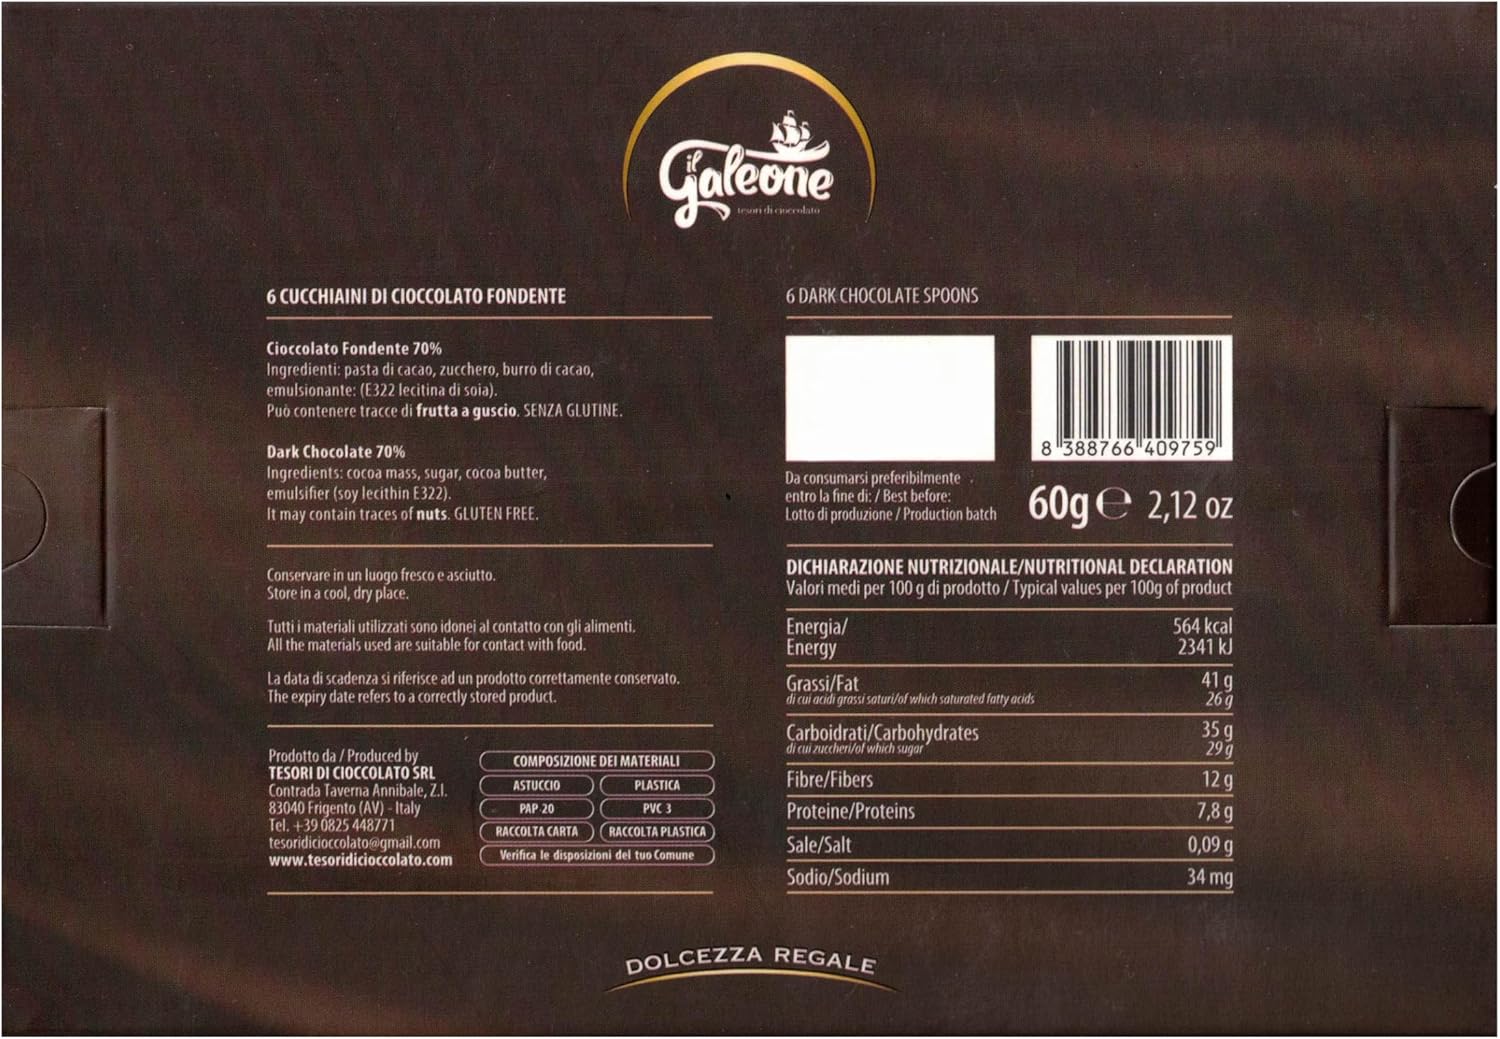 il Galeone
tesori di cioccolato
6 CUCCHIAINI DI CIOCCOLATO FONDENTE
Cioccolato Fondente 70%
Ingredienti: pasta di cacao, zucchero, burro di cacao,
emulsionante: (E322 lecitina di soia).
Può contenere tracce di frutta a guscio. SENZA GLUTINE.
Dark Chocolate 70%
Ingredients: cocoa mass, sugar, cocoa butter,
emulsifier (soy lecithin E322).
It may contain traces of nuts. GLUTEN FREE.
Conservare in un luogo fresco e asciutto.
Store in a cool, dry place.
Tutti i materiali utilizzati sono idonei al contatto con gli alimenti.
All the materials used are suitable for contact with food.
La data di scadenza si riferisce ad un prodotto correttamente conservato.
The expiry date refers to a correctly stored product.
Prodotto da / Produced by
TESORI DI CIOCCOLATO SRL
Contrada Taverna Annibale, Z.I.
83040 Frigento (AV) - Italy
Tel. +39 0825 448771
tesoridicioccolato@gmail.com
www.tesoridicioccolato.com
COMPOSIZIONE DEI MATERIALI
ASTUCCIO PLASTICA
PAP 20 PVC 3
RACCOLTA CARTA RACCOLTA PLASTICA
Verifica le disposizioni del tuo Comune
6 DARK CHOCOLATE SPOONS
8 388766 409759
Da consumarsi preferibilmente
entro la fine di: / Best before:
Lotto di produzione / Production batch
60g e 2,12 oz
DICHIARAZIONE NUTRIZIONALE/NUTRITIONAL DECLARATION
Valori medi per 100 g di prodotto / Typical values per 100g of product
Energia/ 564 kcal
Energy 2341 kJ
Grassi/Fat 41 g
di cui acidi grassi saturi/of which saturated fatty acids 26 g
Carboidrati/Carbohydrates 35 g
di cui zuccheri/of which sugar 29 g
Fibre/Fibers 12 g
Proteine/Proteins 7,8 g
Sale/Salt 0,09 g
Sodio/Sodium 34 mg
DOLCEZZA REGALE